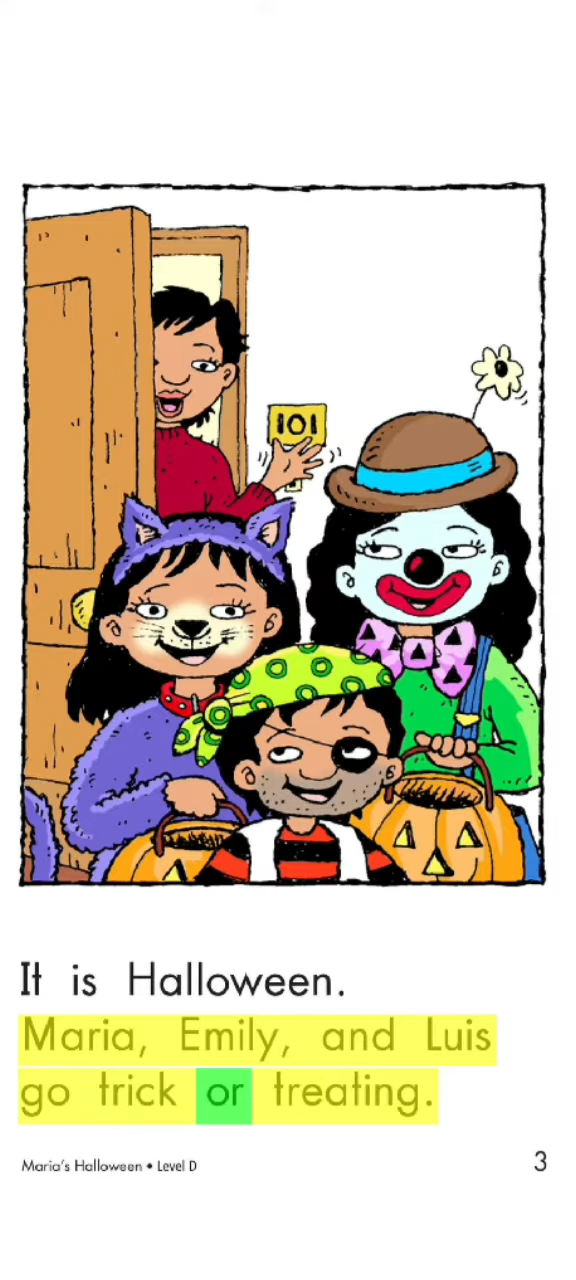 101
It is Halloween.
Maria, Emily, and Luis
go trick or treating.
Maria's Halloween • Level D
3